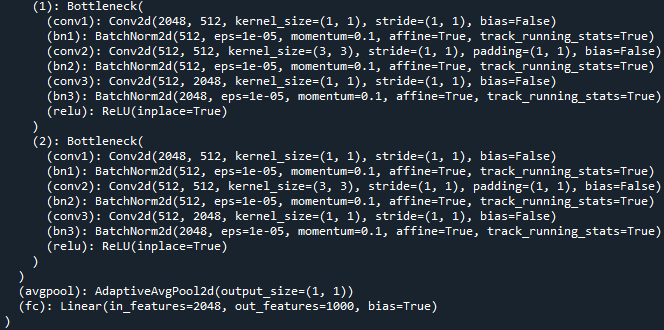 (1): Bottleneck(
(conv1): Conv2d(2048, 512, kernel_size=(1, 1), stride=(1, 1), bias=False)
(bn1): BatchNorm2d(512, eps=1e-05, momentum=0.1, affine=True, track_running_stats=True)
(conv2): Conv2d(512, 512, kernel_size=(3, 3), stride=(1, 1), padding=(1, 1), bias=False)
(bn2): BatchNorm2d(512, eps=1e-05, momentum=0.1, affine=True, track_running_stats=True)
(conv3): Conv2d(512, 2048, kernel_size=(1, 1), stride=(1, 1), bias=False)
(bn3): BatchNorm2d(2048, eps=1e-05, momentum=0.1, affine=True, track_running_stats=True)
(relu): ReLU(inplace=True)
)
(2): Bottleneck(
(conv1): Conv2d(2048, 512, kernel_size=(1, 1), stride=(1, 1), bias=False)
(bn1): BatchNorm2d(512, eps=1e-05, momentum=0.1, affine=True, track_running_stats=True)
(conv2): Conv2d(512, 512, kernel_size=(3, 3), stride=(1, 1), padding=(1, 1), bias=False)
(bn2): BatchNorm2d(512, eps=1e-05, momentum=0.1, affine=True, track_running_stats=True)
(conv3): Conv2d(512, 2048, kernel_size=(1, 1), stride=(1, 1), bias=False)
(bn3): BatchNorm2d(2048, eps=1e-05, momentum=0.1, affine=True, track_running_stats=True)
(relu): ReLU(inplace=True)
)
)
(avgpool): AdaptiveAvgPool2d(output_size=(1, 1))
(fc): Linear(in_features=2048, out_features=1000, bias=True)
)